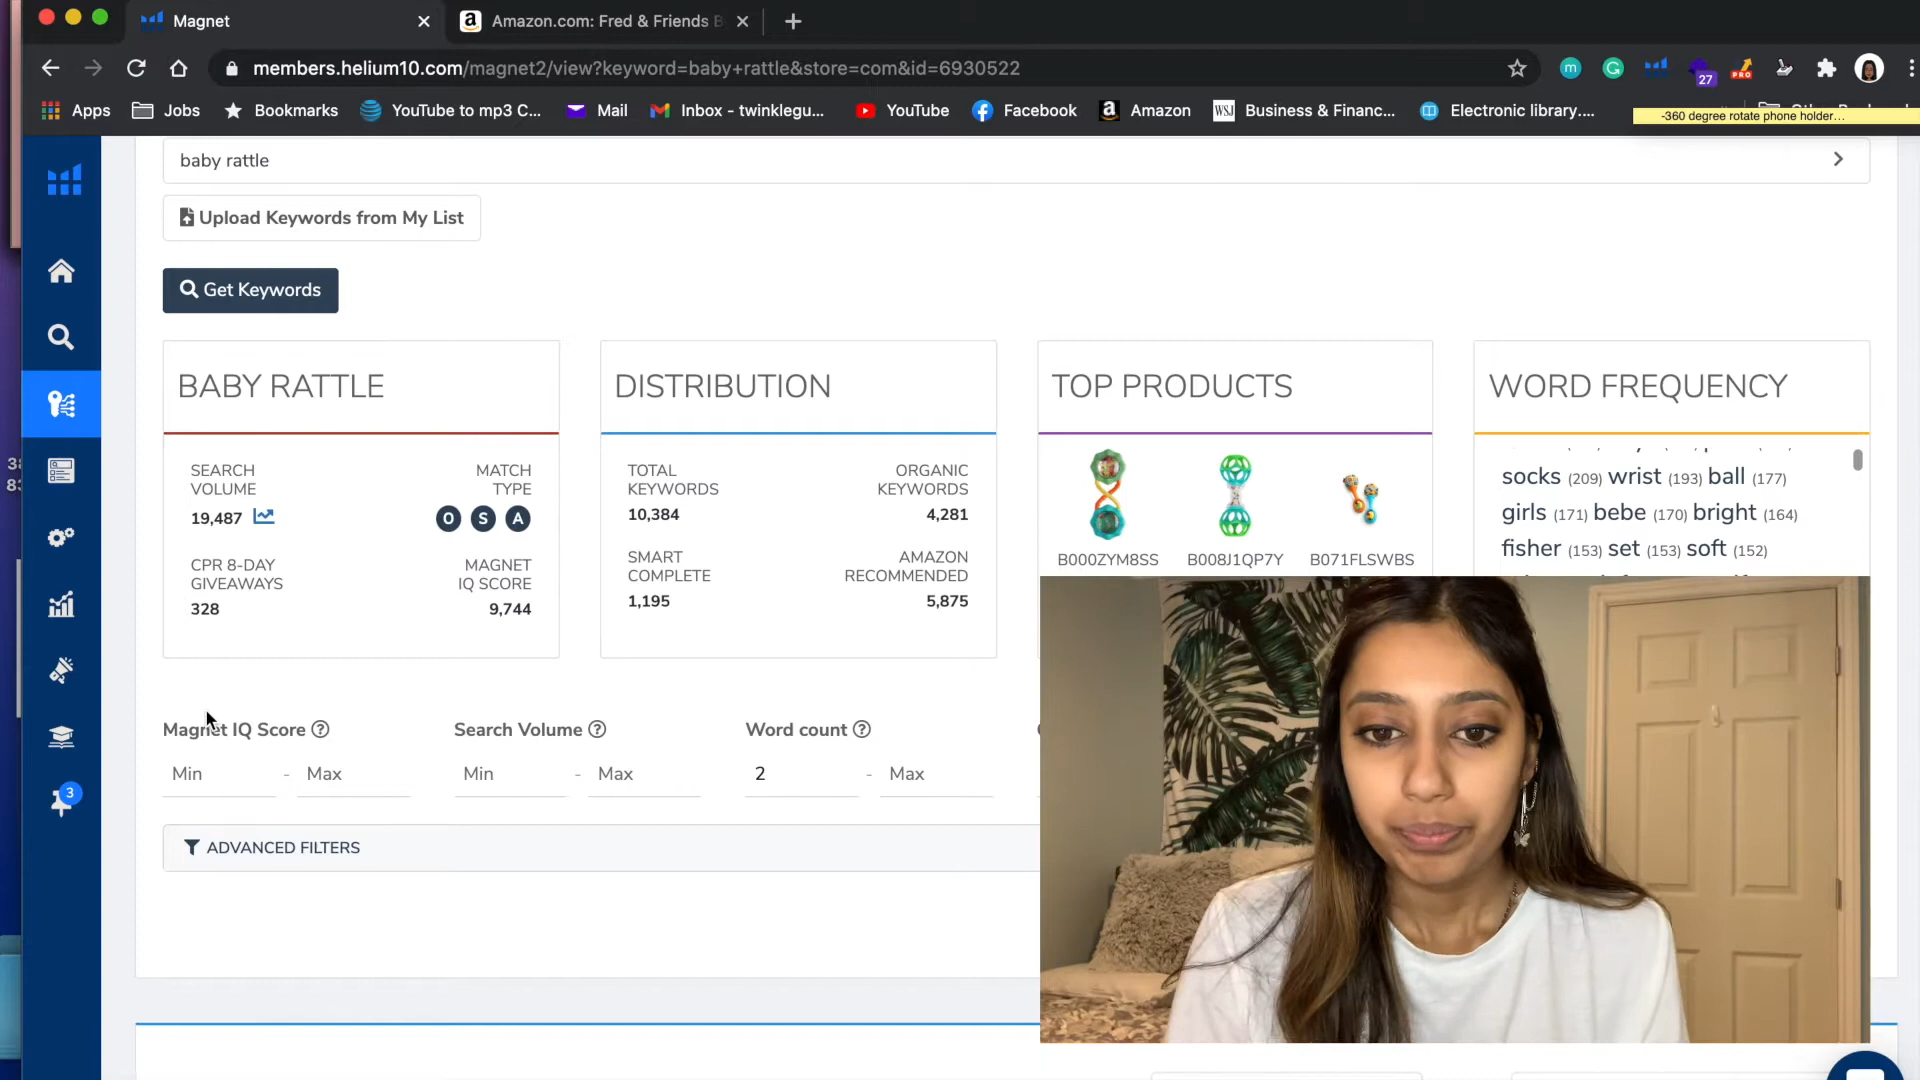 Magnet
Amazon.com: Fred & Friends B
members.helium10.com/magnet2/view?keyword=baby+rattle&store=com&id=6930522
m
27
PRO
Apps
Jobs
Bookmarks
YouTube to mp3 C...
Mail
Inbox - twinklegu...
YouTube
Facebook
Amazon
WSJ
Business & Financ...
Electronic library....
-360 degree rotate phone holder...
baby rattle
Upload Keywords from My List
Get Keywords
BABY RATTLE
SEARCH VOLUME
19,487
MATCH TYPE
O S A
CPR 8-DAY GIVEAWAYS
328
MAGNET IQ SCORE
9,744
DISTRIBUTION
TOTAL KEYWORDS
10,384
ORGANIC KEYWORDS
4,281
SMART COMPLETE
1,195
AMAZON RECOMMENDED
5,875
TOP PRODUCTS
B000ZYM8SS B008J1QP7Y B071FLSWBS
WORD FREQUENCY
socks (209) wrist (193) ball (177)
girls (171) bebe (170) bright (164)
fisher (153) set (153) soft (152)
Magnet IQ Score
Min - Max
Search Volume
Min - Max
Word count
2 - Max
ADVANCED FILTERS
3